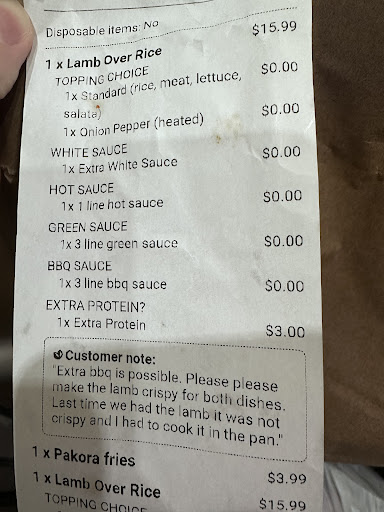 Disposable items: No
1 x Lamb Over Rice $15.99
TOPPING CHOICE
1x Standard (rice, meat, lettuce, $0.00
salata)
1x Onion Pepper (heated) $0.00
WHITE SAUCE
1x Extra White Sauce $0.00
HOT SAUCE
1x 1 line hot sauce $0.00
GREEN SAUCE
1x 3 line green sauce $0.00
BBQ SAUCE
1x 3 line bbq sauce $0.00
EXTRA PROTEIN?
1x Extra Protein $3.00
Customer note:
"Extra bbq is possible. Please please
make the lamb crispy for both dishes.
Last time we had the lamb it was not
crispy and I had to cook it in the pan."
1 x Pakora fries $3.99
1 x Lamb Over Rice $15.99
TOPPING CHOICE